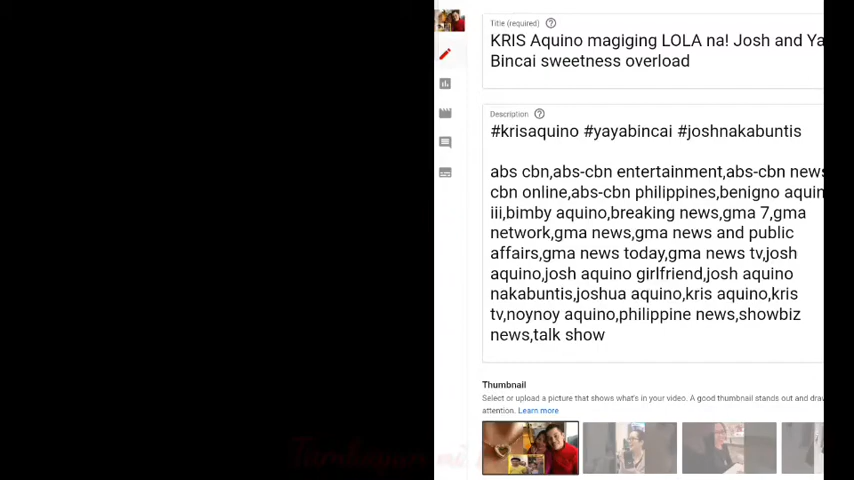 Title (required)
KRIS Aquino magiging LOLA na! Josh and Ya
Bincai sweetness overload
Description
#krisaquino #yayabincai #joshnakabuntis
abs cbn,abs-cbn entertainment,abs-cbn news
cbn online,abs-cbn philippines,benigno aquin
iii,bimby aquino,breaking news,gma 7,gma
network,gma news,gma news and public
affairs,gma news today,gma news tv,josh
aquino,josh aquino girlfriend,josh aquino
nakabuntis,joshua aquino,kris aquino,kris
tv,noynoy aquino,philippine news,showbiz
news,talk show
Thumbnail
Select or upload a picture that shows what's in your video. A good thumbnail stands out and draw
attention. Learn more